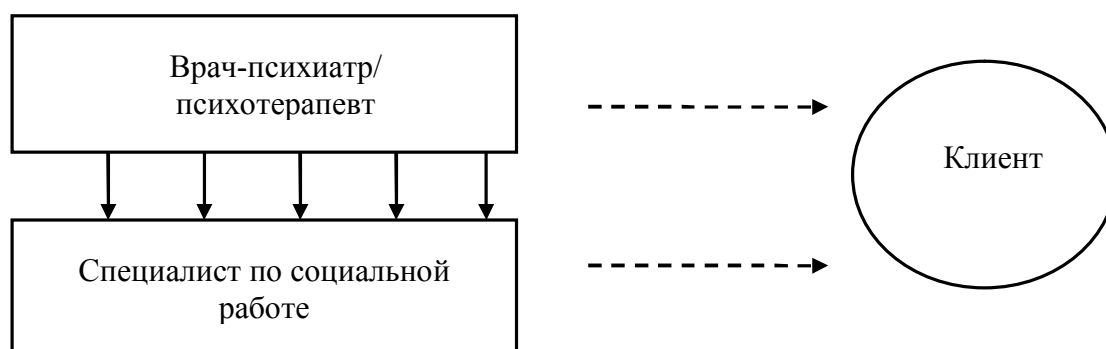 Врач-психиатр/
психотерапевт
Клиент
Специалист по социальной
работе